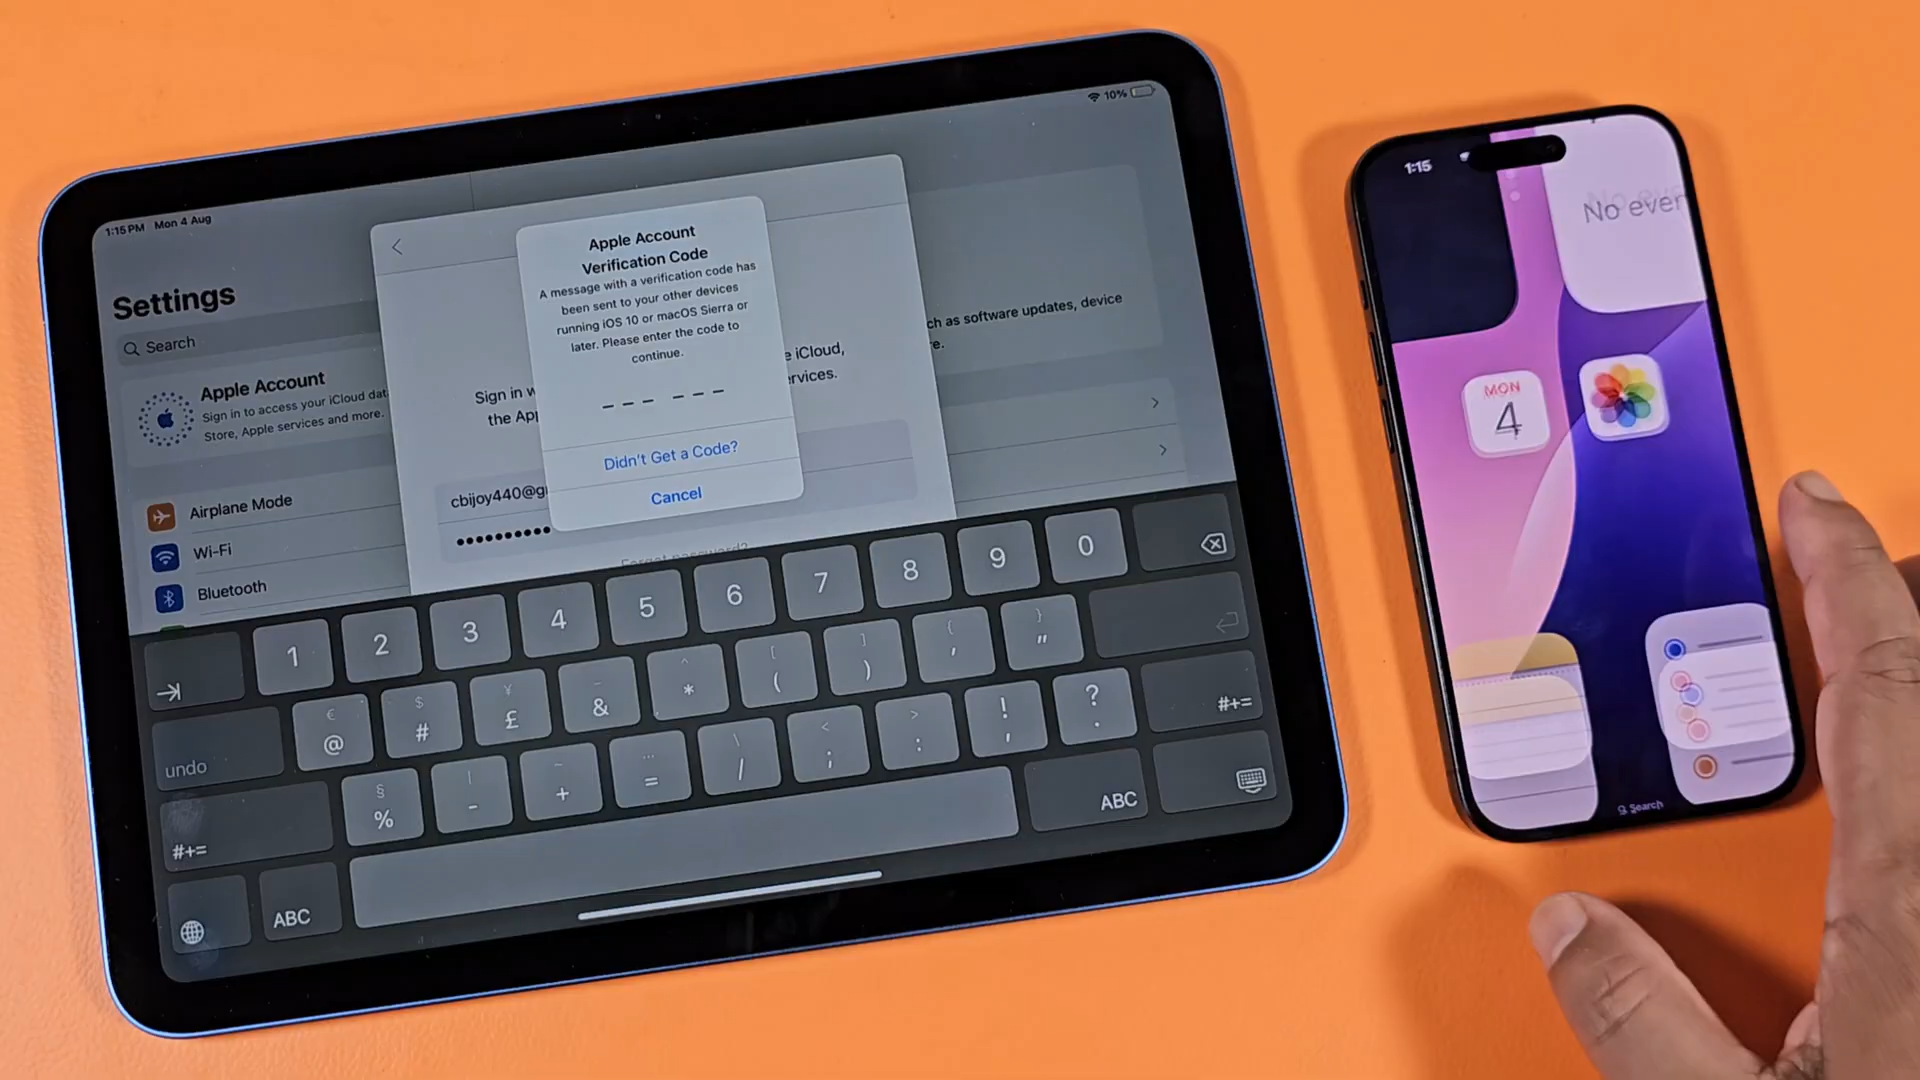 1:15 PM Mon 4 Aug
10%
Settings
Search
Apple Account
Sign in to access your iCloud dat
Store, Apple services and more.
Airplane Mode
Wi-Fi
Bluetooth
Apple Account
Verification Code
A message with a verification code has
been sent to your other devices
running iOS 10 or macOS Sierra or
later. Please enter the code to
continue.
Didn't Get a Code?
Cancel
Sign in w
e iCloud,
the App
rvices.
cbijoy440@g
Forgot password?
ch as software updates, device
e.
1 2 3 4 5 6 7 8 9 0
€ $ ¥ _ ^ [ ] { }
undo @ # £ & * ( ) ' "
§ | ~ … \ < > ! ?
#+= % - + = / ; : , . #+=
ABC ABC
1:15
No even
MON
4
Search